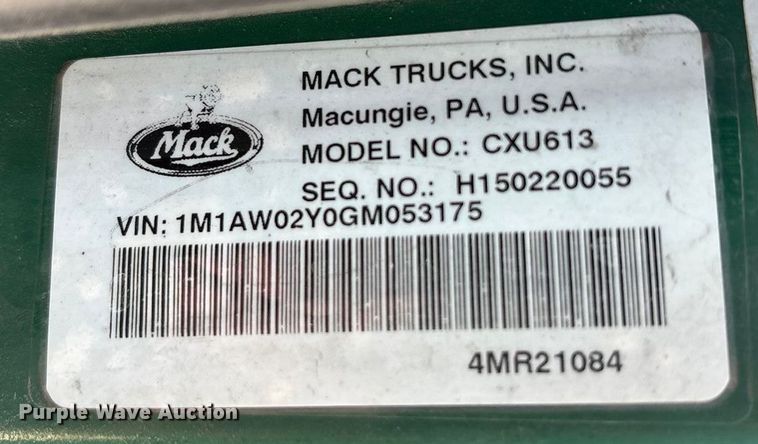 MACK TRUCKS, INC.
Macungie, PA, U.S.A.
Mack
MODEL NO.: CXU613
SEQ. NO.: H150220055
VIN: 1M1AW02Y0GM053175
4MR21084
Purple Wave Auction